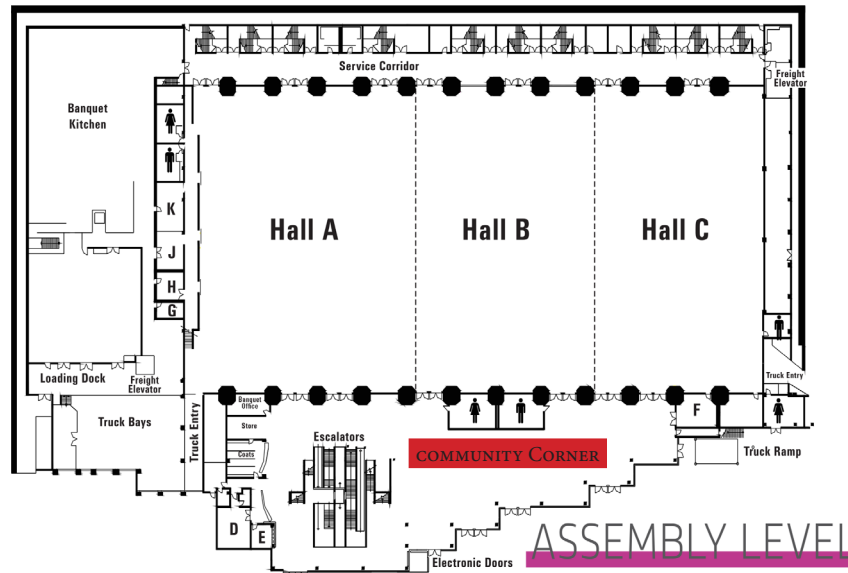 Service Corridor
Freight
Elevator
Banquet
Kitchen
K
J
H
G
Hall A
Hall B
Hall C
Loading Dock
Freight
Elevator
Truck Entry
Truck Bays
Truck Entry
Banquet
Office
Store
Coats
Escalators
F
COMMUNITY CORNER
Truck Ramp
D
E
Electronic Doors
ASSEMBLY LEVEL